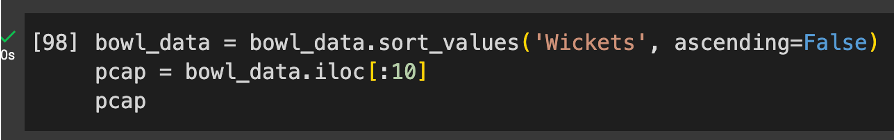 [98] bowl_data = bowl_data.sort_values('Wickets', ascending=False)
pcap = bowl_data.iloc[:10]
0s
pcap